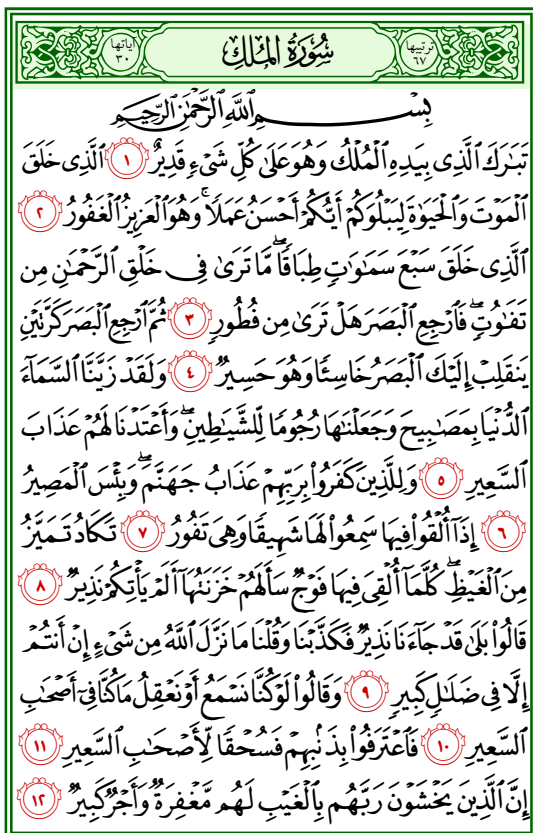 ترتيبها ٦٧ سُورَةُ المُلْكِ آياتها ٣٠
بِسْمِ ٱللَّهِ ٱلرَّحْمَٰنِ ٱلرَّحِيمِ
تَبَٰرَكَ ٱلَّذِى بِيَدِهِ ٱلْمُلْكُ وَهُوَ عَلَىٰ كُلِّ شَىْءٍ قَدِيرٌ ١ ٱلَّذِى خَلَقَ
ٱلْمَوْتَ وَٱلْحَيَوٰةَ لِيَبْلُوَكُمْ أَيُّكُمْ أَحْسَنُ عَمَلًا ۚ وَهُوَ ٱلْعَزِيزُ ٱلْغَفُورُ ٢
ٱلَّذِى خَلَقَ سَبْعَ سَمَٰوَٰتٍ طِبَاقًا ۖ مَّا تَرَىٰ فِى خَلْقِ ٱلرَّحْمَٰنِ مِن
تَفَٰوُتٍ ۖ فَٱرْجِعِ ٱلْبَصَرَ هَلْ تَرَىٰ مِن فُطُورٍ ٣ ثُمَّ ٱرْجِعِ ٱلْبَصَرَ كَرَّتَيْنِ
يَنقَلِبْ إِلَيْكَ ٱلْبَصَرُ خَاسِئًا وَهُوَ حَسِيرٌ ٤ وَلَقَدْ زَيَّنَّا ٱلسَّمَآءَ
ٱلدُّنْيَا بِمَصَٰبِيحَ وَجَعَلْنَٰهَا رُجُومًا لِّلشَّيَٰطِينِ ۖ وَأَعْتَدْنَا لَهُمْ عَذَابَ
ٱلسَّعِيرِ ٥ وَلِلَّذِينَ كَفَرُوا۟ بِرَبِّهِمْ عَذَابُ جَهَنَّمَ ۖ وَبِئْسَ ٱلْمَصِيرُ
٦ إِذَآ أُلْقُوا۟ فِيهَا سَمِعُوا۟ لَهَا شَهِيقًا وَهِىَ تَفُورُ ٧ تَكَادُ تَمَيَّزُ
مِنَ ٱلْغَيْظِ ۖ كُلَّمَآ أُلْقِىَ فِيهَا فَوْجٌ سَأَلَهُمْ خَزَنَتُهَآ أَلَمْ يَأْتِكُمْ نَذِيرٌ ٨
قَالُوا۟ بَلَىٰ قَدْ جَآءَنَا نَذِيرٌ فَكَذَّبْنَا وَقُلْنَا مَا نَزَّلَ ٱللَّهُ مِن شَىْءٍ إِنْ أَنتُمْ
إِلَّا فِى ضَلَٰلٍ كَبِيرٍ ٩ وَقَالُوا۟ لَوْ كُنَّا نَسْمَعُ أَوْ نَعْقِلُ مَا كُنَّا فِىٓ أَصْحَٰبِ
ٱلسَّعِيرِ ١٠ فَٱعْتَرَفُوا۟ بِذَنۢبِهِمْ فَسُحْقًا لِّأَصْحَٰبِ ٱلسَّعِيرِ ١١
إِنَّ ٱلَّذِينَ يَخْشَوْنَ رَبَّهُم بِٱلْغَيْبِ لَهُم مَّغْفِرَةٌ وَأَجْرٌ كَبِيرٌ ١٢